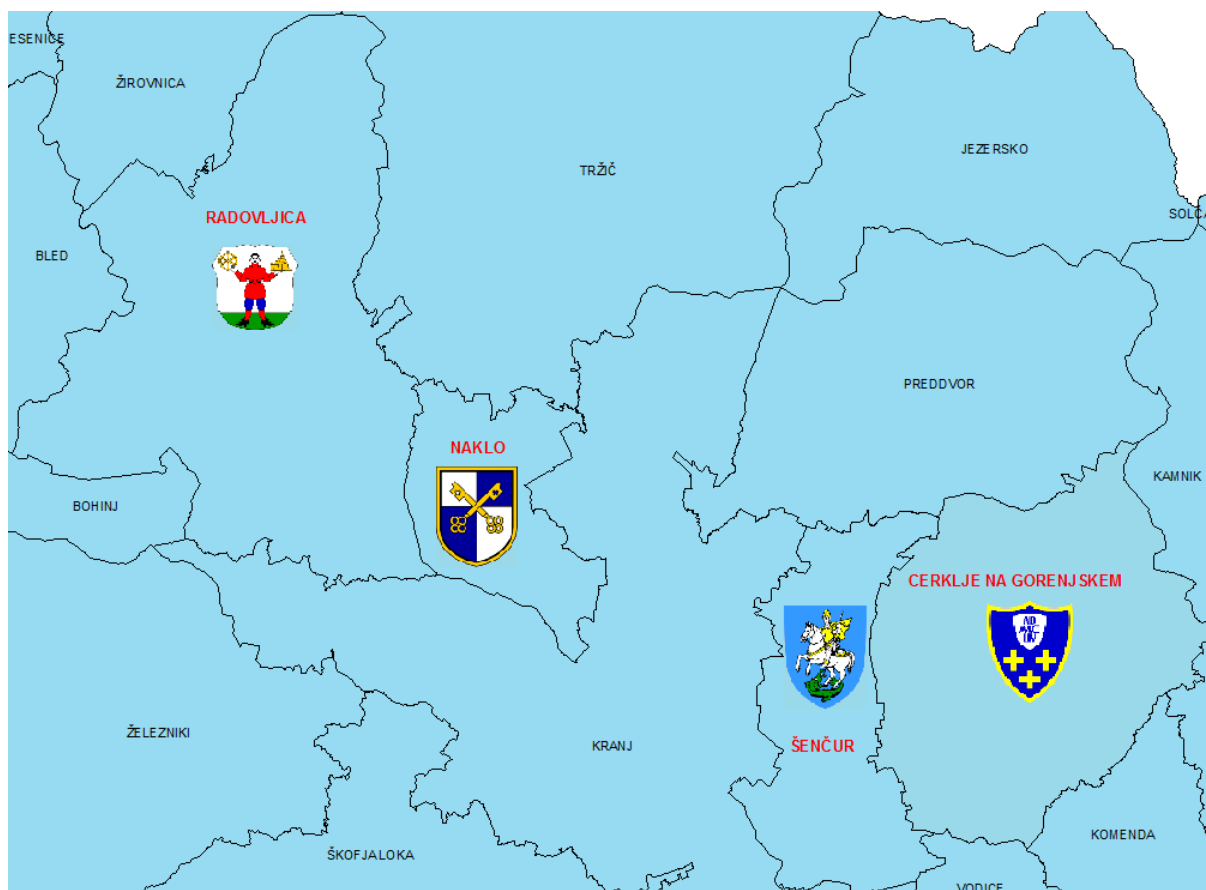 ESENICE
ŽIROVNICA
TRŽIČ
JEZERSKO
RADOVLJICA
SOLČA
BLED
PREDDVOR
NAKLO
KAMNIK
BOHINJ
CERKLJE NA GORENJSKEM
ŽELEZNIKI
KRANJ
ŠENČUR
KOMENDA
ŠKOFJALOKA
VODICE